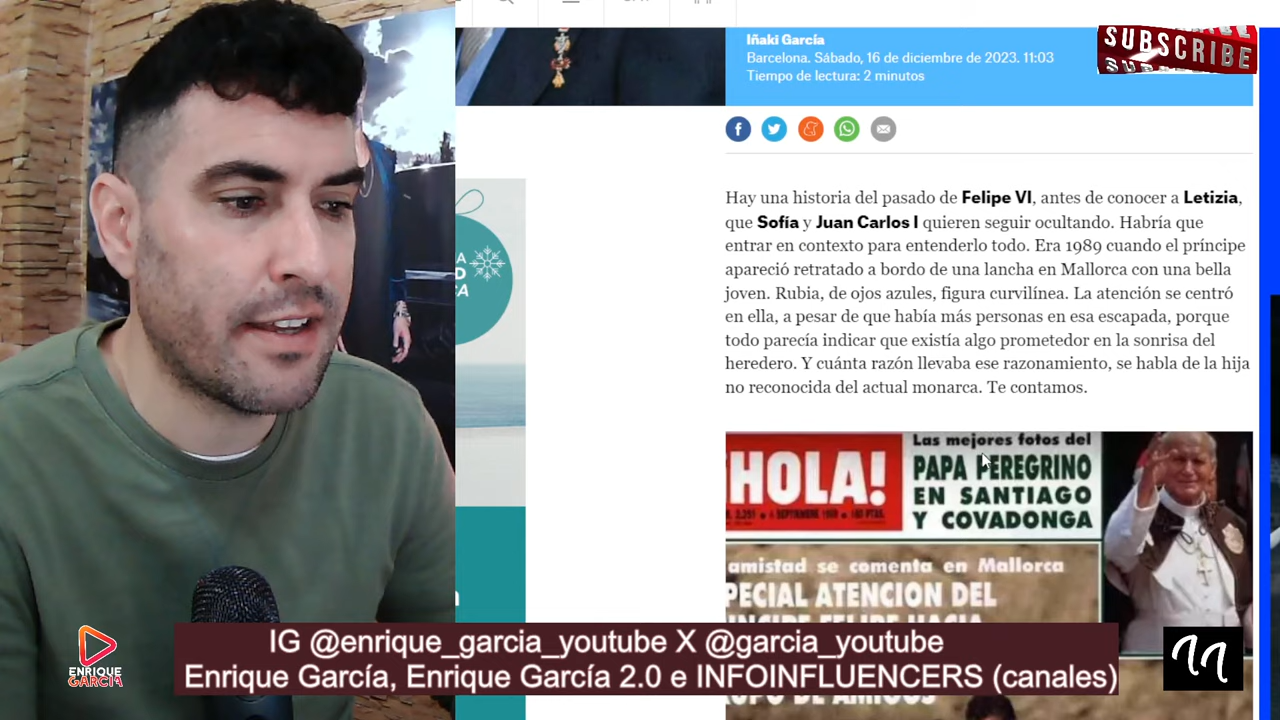 Iñaki García
Barcelona. Sábado, 16 de diciembre de 2023. 11:03
Tiempo de lectura: 2 minutos
SUBSCRIBE
Hay una historia del pasado de Felipe VI, antes de conocer a Letizia,
que Sofía y Juan Carlos I quieren seguir ocultando. Habría que
entrar en contexto para entenderlo todo. Era 1989 cuando el príncipe
apareció retratado a bordo de una lancha en Mallorca con una bella
joven. Rubia, de ojos azules, figura curvilínea. La atención se centró
en ella, a pesar de que había más personas en esa escapada, porque
todo parecía indicar que existía algo prometedor en la sonrisa del
heredero. Y cuánta razón llevaba ese razonamiento, se habla de la hija
no reconocida del actual monarca. Te contamos.
¡HOLA!
Las mejores fotos del
PAPA PEREGRINO
EN SANTIAGO
Y COVADONGA
amistad se comenta en Mallorca
PECIAL ATENCION DEL
IG @enrique_garcia_youtube X @garcia_youtube
Enrique García, Enrique García 2.0 e INFOINFLUENCERS (canales)
ENRIQUE
GARCÍA